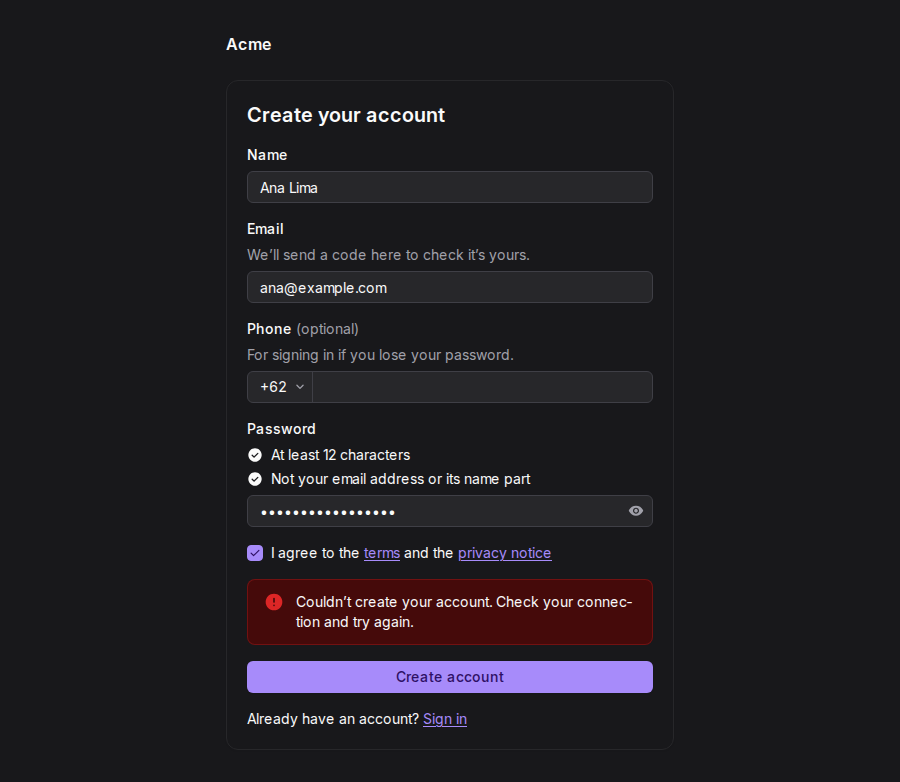 Acme
Create your account
Name
Ana Lima
Email
We’ll send a code here to check it’s yours.
ana@example.com
Phone (optional)
For signing in if you lose your password.
+62
Password
At least 12 characters
Not your email address or its name part
•••••••••••••••••
I agree to the terms and the privacy notice
Couldn’t create your account. Check your connec-
tion and try again.
Create account
Already have an account? Sign in